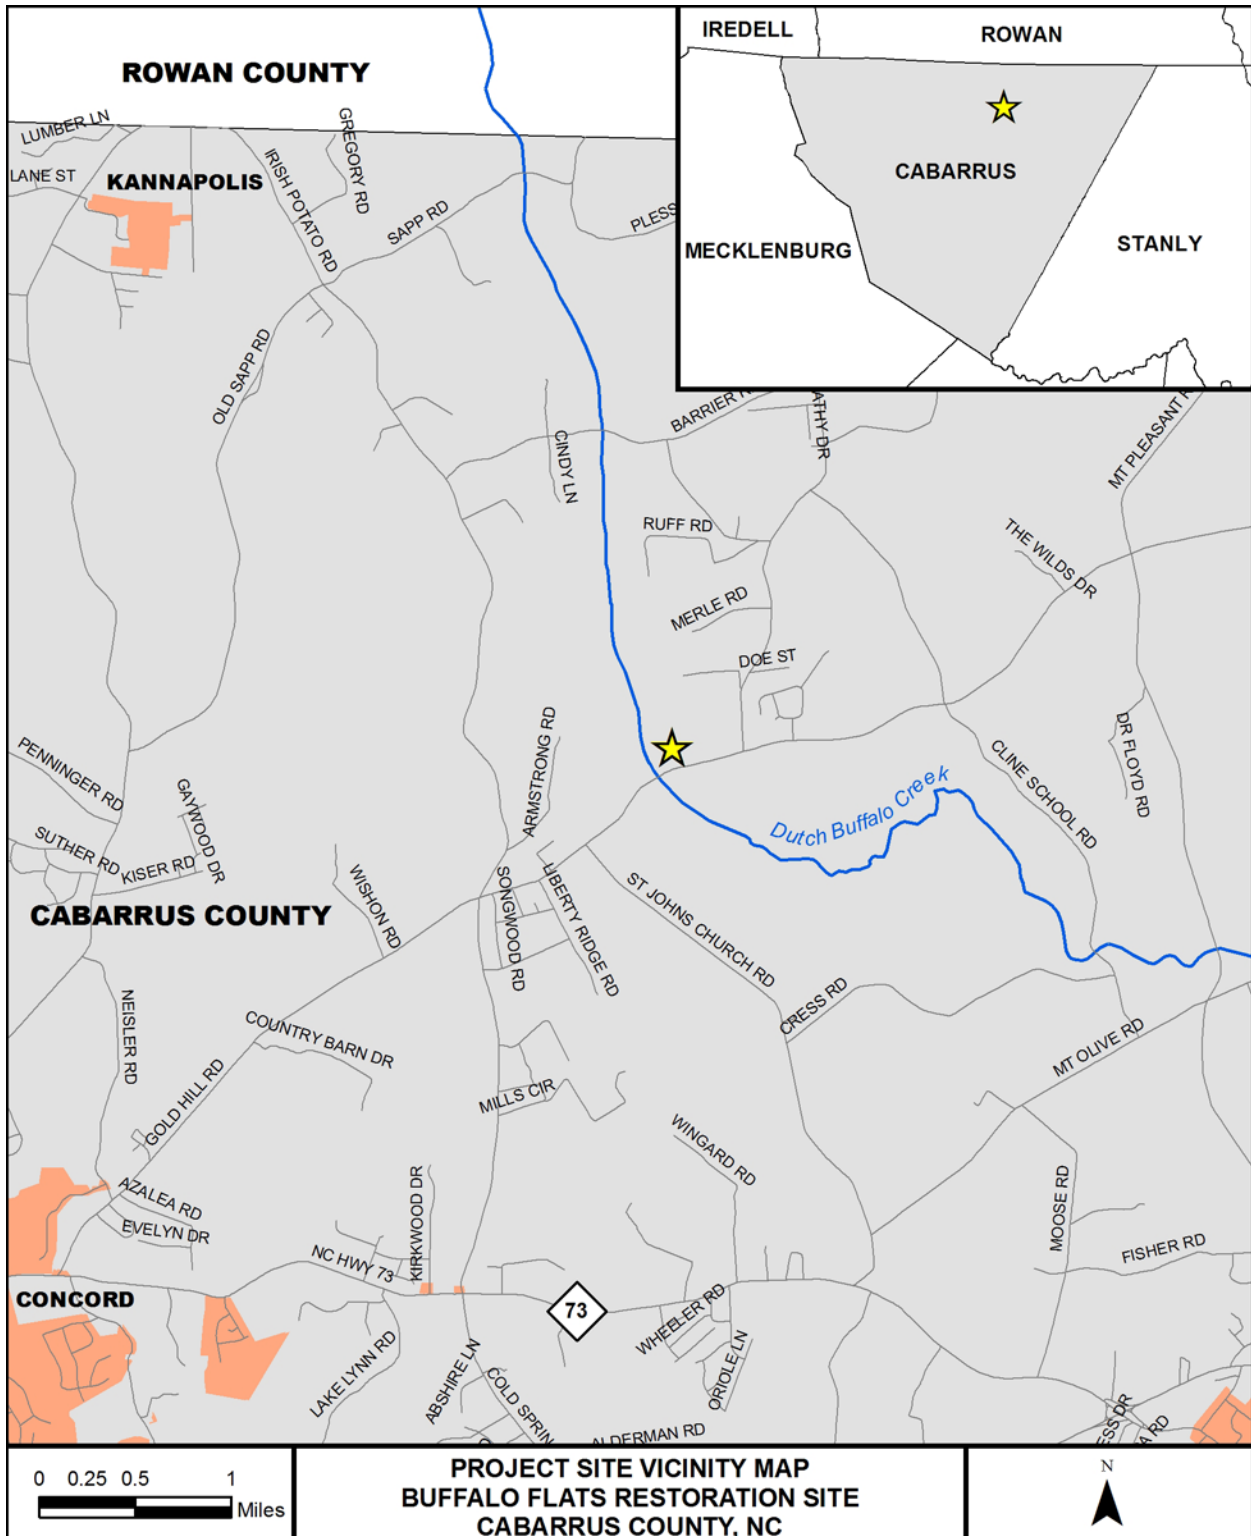 ROWAN COUNTY
IREDELL
ROWAN
CABARRUS
MECKLENBURG
STANLY
LUMBER LN
LANE ST
KANNAPOLIS
IRISH POTATO RD
GREGORY RD
SAPP RD
PLESS
OLD SAPP RD
CINDY LN
BARRIER R
ATHY DR
MT PLEASANT R
RUFF RD
THE WILDS DR
MERLE RD
DOE ST
ARMSTRONG RD
DR FLOYD RD
CLINE SCHOOL RD
Dutch Buffalo Creek
PENNINGER RD
GAYWOOD DR
SUTHER RD
KISER RD
WISHON RD
SONGWOOD RD
LIBERTY RIDGE RD
ST JOHNS CHURCH RD
CABARRUS COUNTY
CRESS RD
NEISLER RD
COUNTRY BARN DR
GOLD HILL RD
MILLS CIR
MT OLIVE RD
WINGARD RD
MOOSE RD
AZALEA RD
EVELYN DR
KIRKWOOD DR
FISHER RD
NC HWY 73
CONCORD
73
WHEELER RD
ORIOLE LN
LAKE LYNN RD
ABSHIRE LN
COLD SPRIN
ALDERMAN RD
ESS DR
A RD
0 0.25 0.5 1
Miles
PROJECT SITE VICINITY MAP
BUFFALO FLATS RESTORATION SITE
CABARRUS COUNTY, NC
N